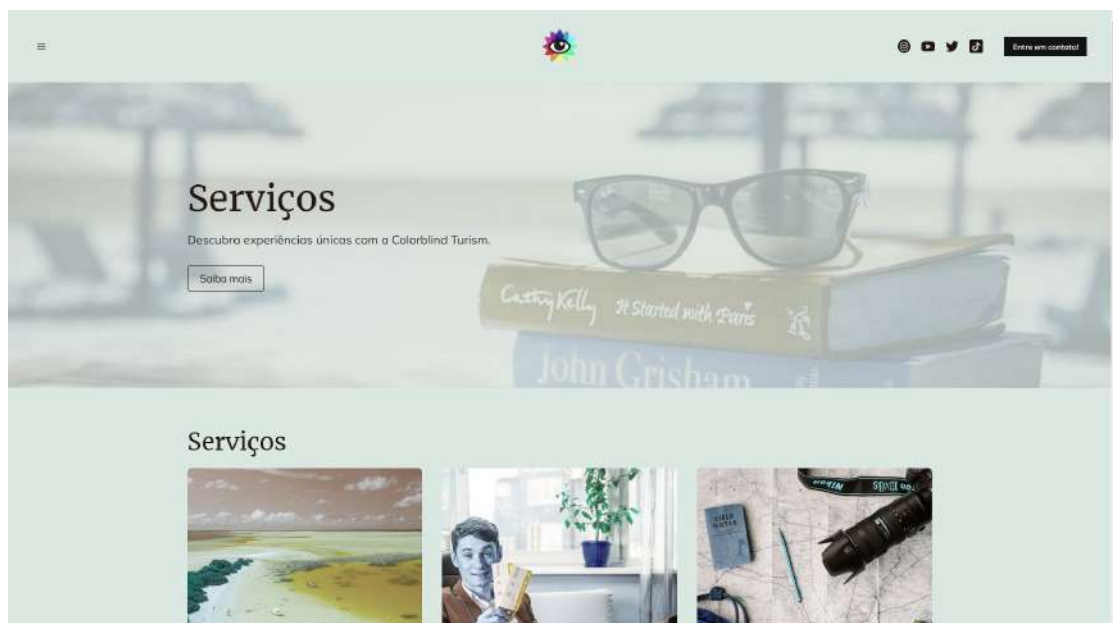 Entre em contato!
Serviços
Descubra experiências únicas com a Colorblind Turism.
Saiba mais
Cathy Kelly It Started with Paris
John Grisham
Serviços
FIELD
NOTES
Nikon